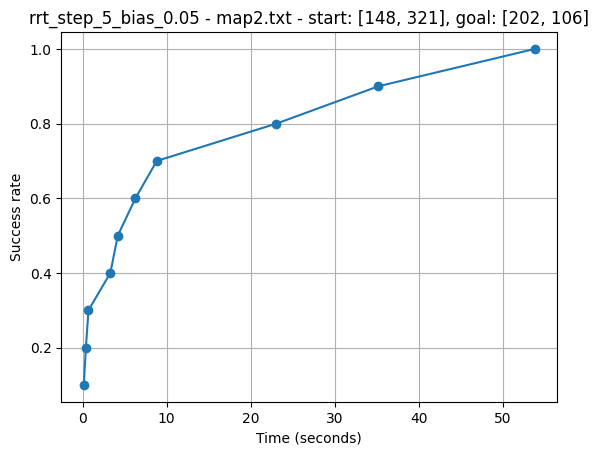 rrt_step_5_bias_0.05 - map2.txt - start: [148, 321], goal: [202, 106]
1.0
0.8
0.6
0.4
0.2
Success rate
0 10 20 30 40 50
Time (seconds)